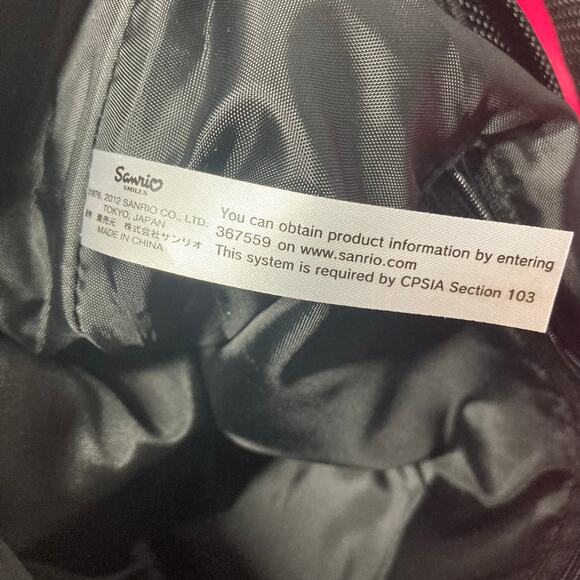 Sanrio
SMILES
©1976, 2012 SANRIO CO., LTD.
TOKYO, JAPAN
発売元 株式会社サンリオ
MADE IN CHINA
You can obtain product information by entering
367559 on www.sanrio.com
This system is required by CPSIA Section 103